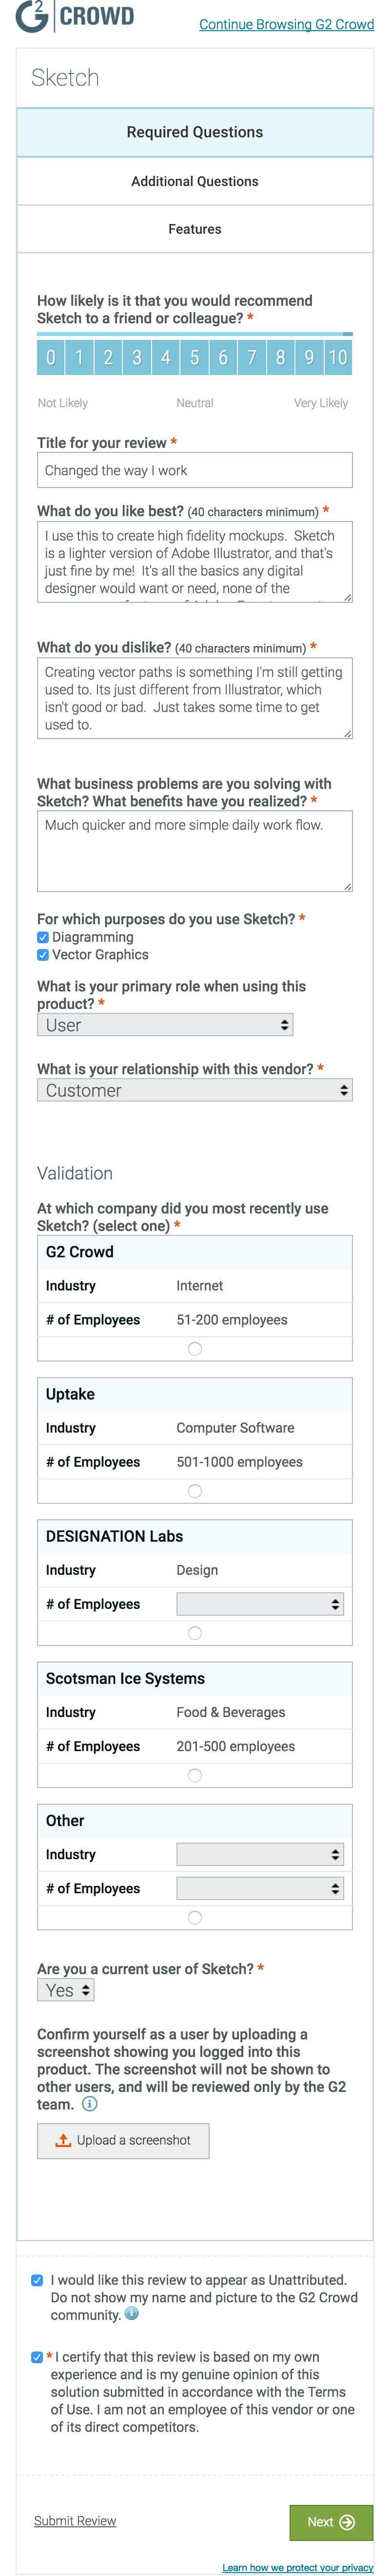 G2 CROWD
Continue Browsing G2 Crowd
Sketch
Required Questions
Additional Questions
Features
How likely is it that you would recommend
Sketch to a friend or colleague? *
0 1 2 3 4 5 6 7 8 9 10
Not Likely Neutral Very Likely
Title for your review *
Changed the way I work
What do you like best? (40 characters minimum) *
I use this to create high fidelity mockups.  Sketch
is a lighter version of Adobe Illustrator, and that's
just fine by me!  It's all the basics any digital
designer would want or need, none of the
What do you dislike? (40 characters minimum) *
Creating vector paths is something I'm still getting
used to. Its just different from Illustrator, which
isn't good or bad.  Just takes some time to get
used to.
What business problems are you solving with
Sketch? What benefits have you realized? *
Much quicker and more simple daily work flow.
For which purposes do you use Sketch? *
Diagramming
Vector Graphics
What is your primary role when using this
product? *
User
What is your relationship with this vendor? *
Customer
Validation
At which company did you most recently use
Sketch? (select one) *
G2 Crowd
Industry Internet
# of Employees 51-200 employees
Uptake
Industry Computer Software
# of Employees 501-1000 employees
DESIGNATION Labs
Industry Design
# of Employees
Scotsman Ice Systems
Industry Food & Beverages
# of Employees 201-500 employees
Other
Industry
# of Employees
Are you a current user of Sketch? *
Yes
Confirm yourself as a user by uploading a
screenshot showing you logged into this
product. The screenshot will not be shown to
other users, and will be reviewed only by the G2
team.
Upload a screenshot
I would like this review to appear as Unattributed.
Do not show my name and picture to the G2 Crowd
community.
* I certify that this review is based on my own
experience and is my genuine opinion of this
solution submitted in accordance with the Terms
of Use. I am not an employee of this vendor or one
of its direct competitors.
Submit Review
Next
Learn how we protect your privacy